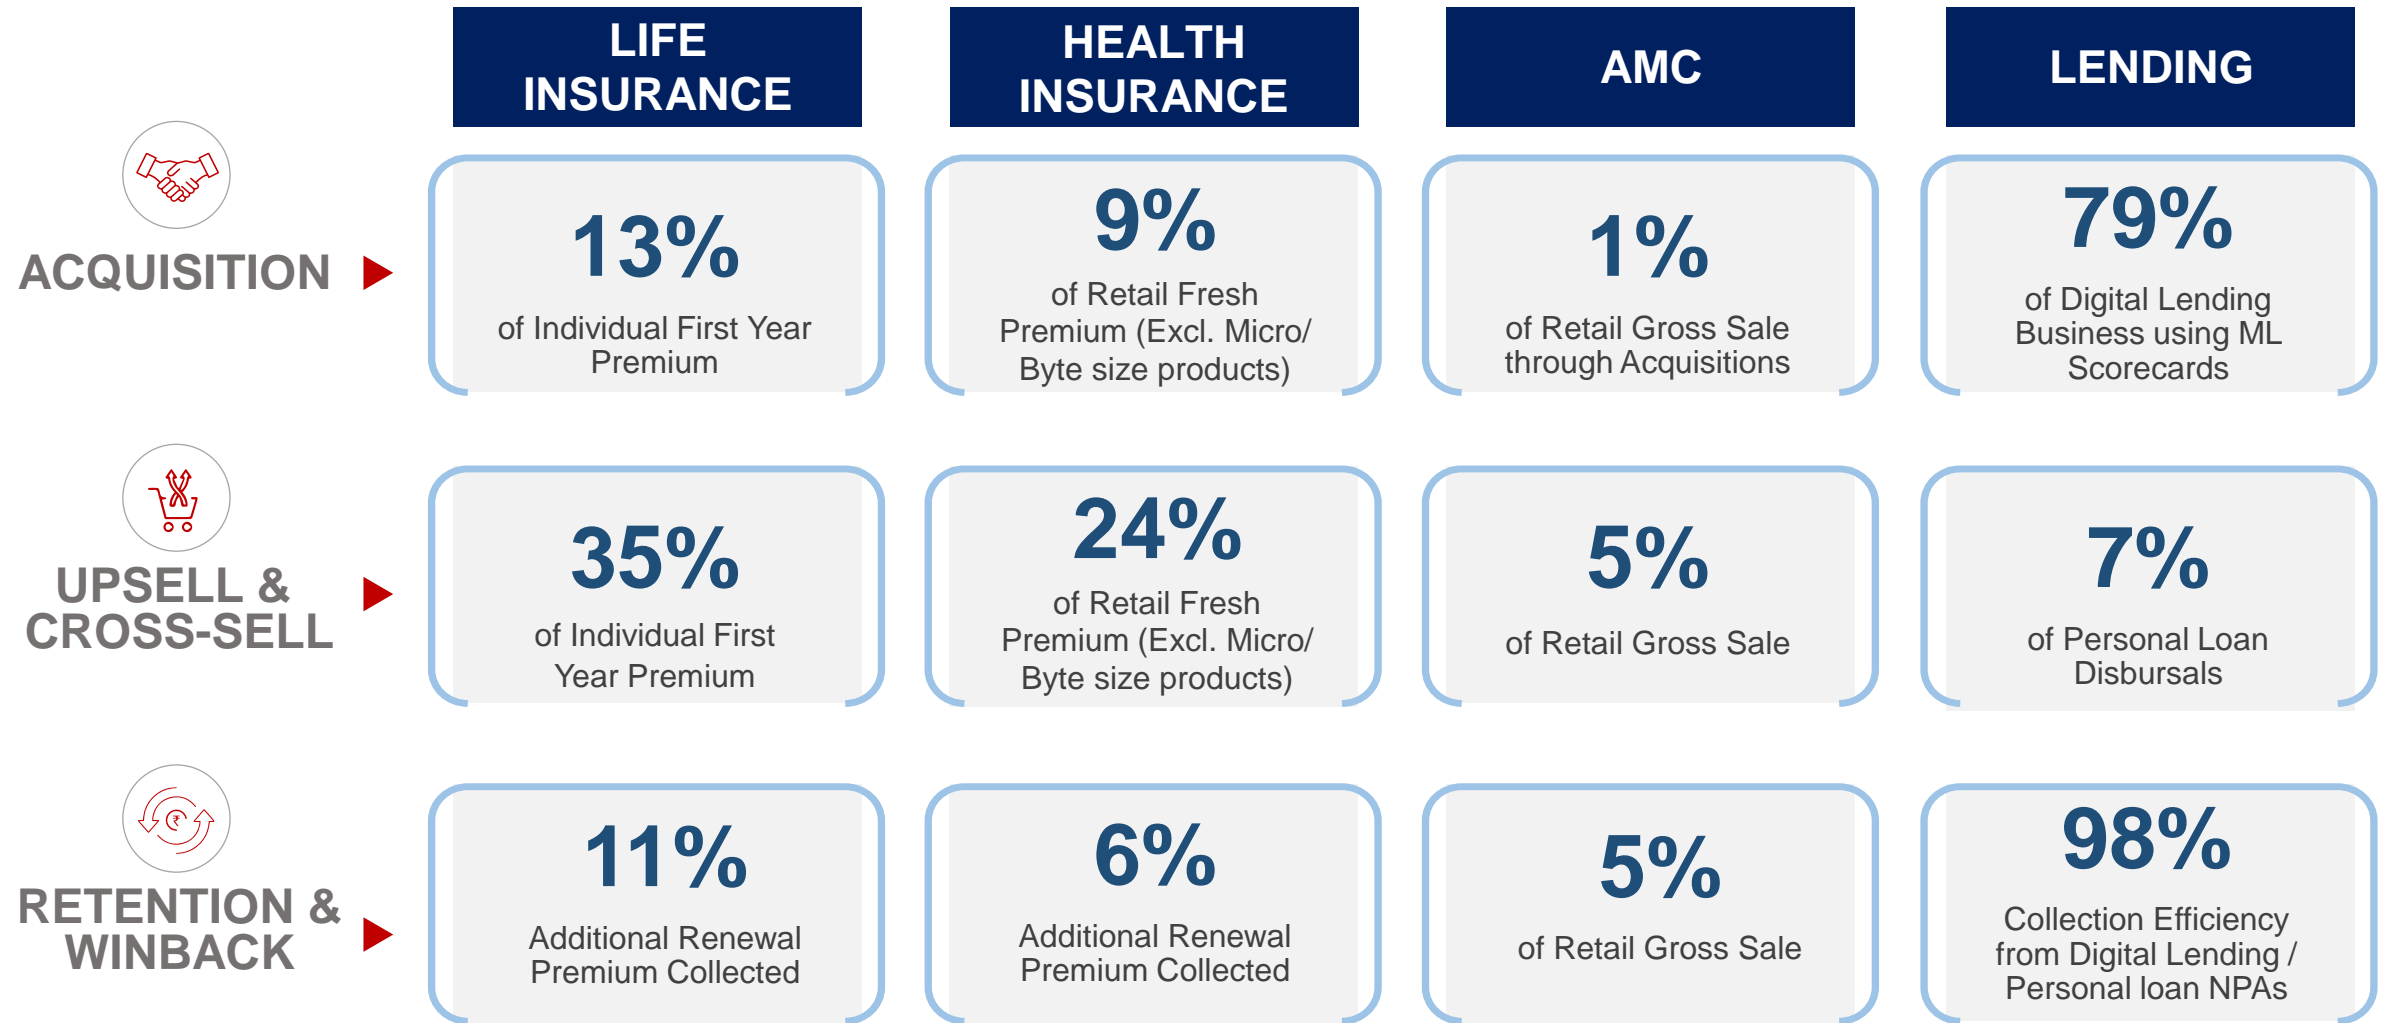 LIFE
INSURANCE
HEALTH
INSURANCE
AMC
LENDING
ACQUISITION
13%
of Individual First Year
Premium
9%
of Retail Fresh
Premium (Excl. Micro/
Byte size products)
1%
of Retail Gross Sale
through Acquisitions
79%
of Digital Lending
Business using ML
Scorecards
UPSELL &
CROSS-SELL
35%
of Individual First
Year Premium
24%
of Retail Fresh
Premium (Excl. Micro/
Byte size products)
5%
of Retail Gross Sale
7%
of Personal Loan
Disbursals
₹
RETENTION &
WINBACK
11%
Additional Renewal
Premium Collected
6%
Additional Renewal
Premium Collected
5%
of Retail Gross Sale
98%
Collection Efficiency
from Digital Lending /
Personal loan NPAs